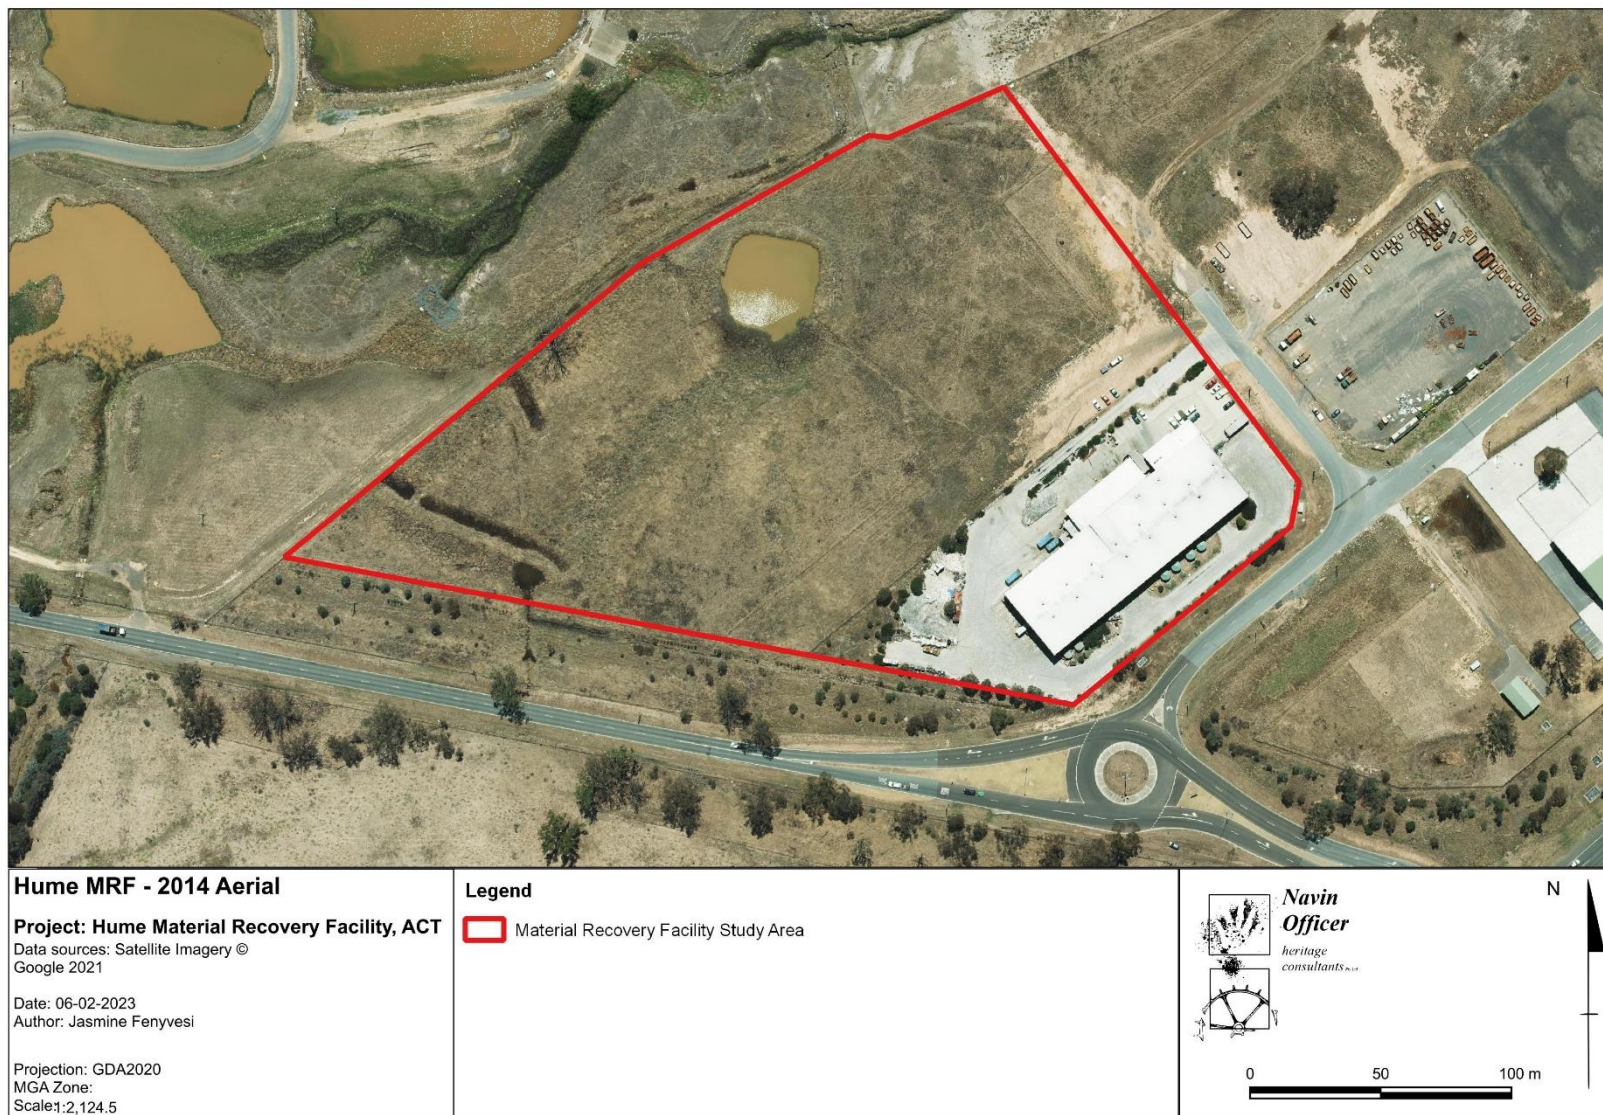 Hume MRF - 2014 Aerial
Project: Hume Material Recovery Facility, ACT
Data sources: Satellite Imagery ©
Google 2021
Date: 06-02-2023
Author: Jasmine Fenyvesi
Projection: GDA2020
MGA Zone:
Scale:1:2,124.5
Legend
Material Recovery Facility Study Area
Navin
Officer
heritage
consultants
N
0 50 100 m